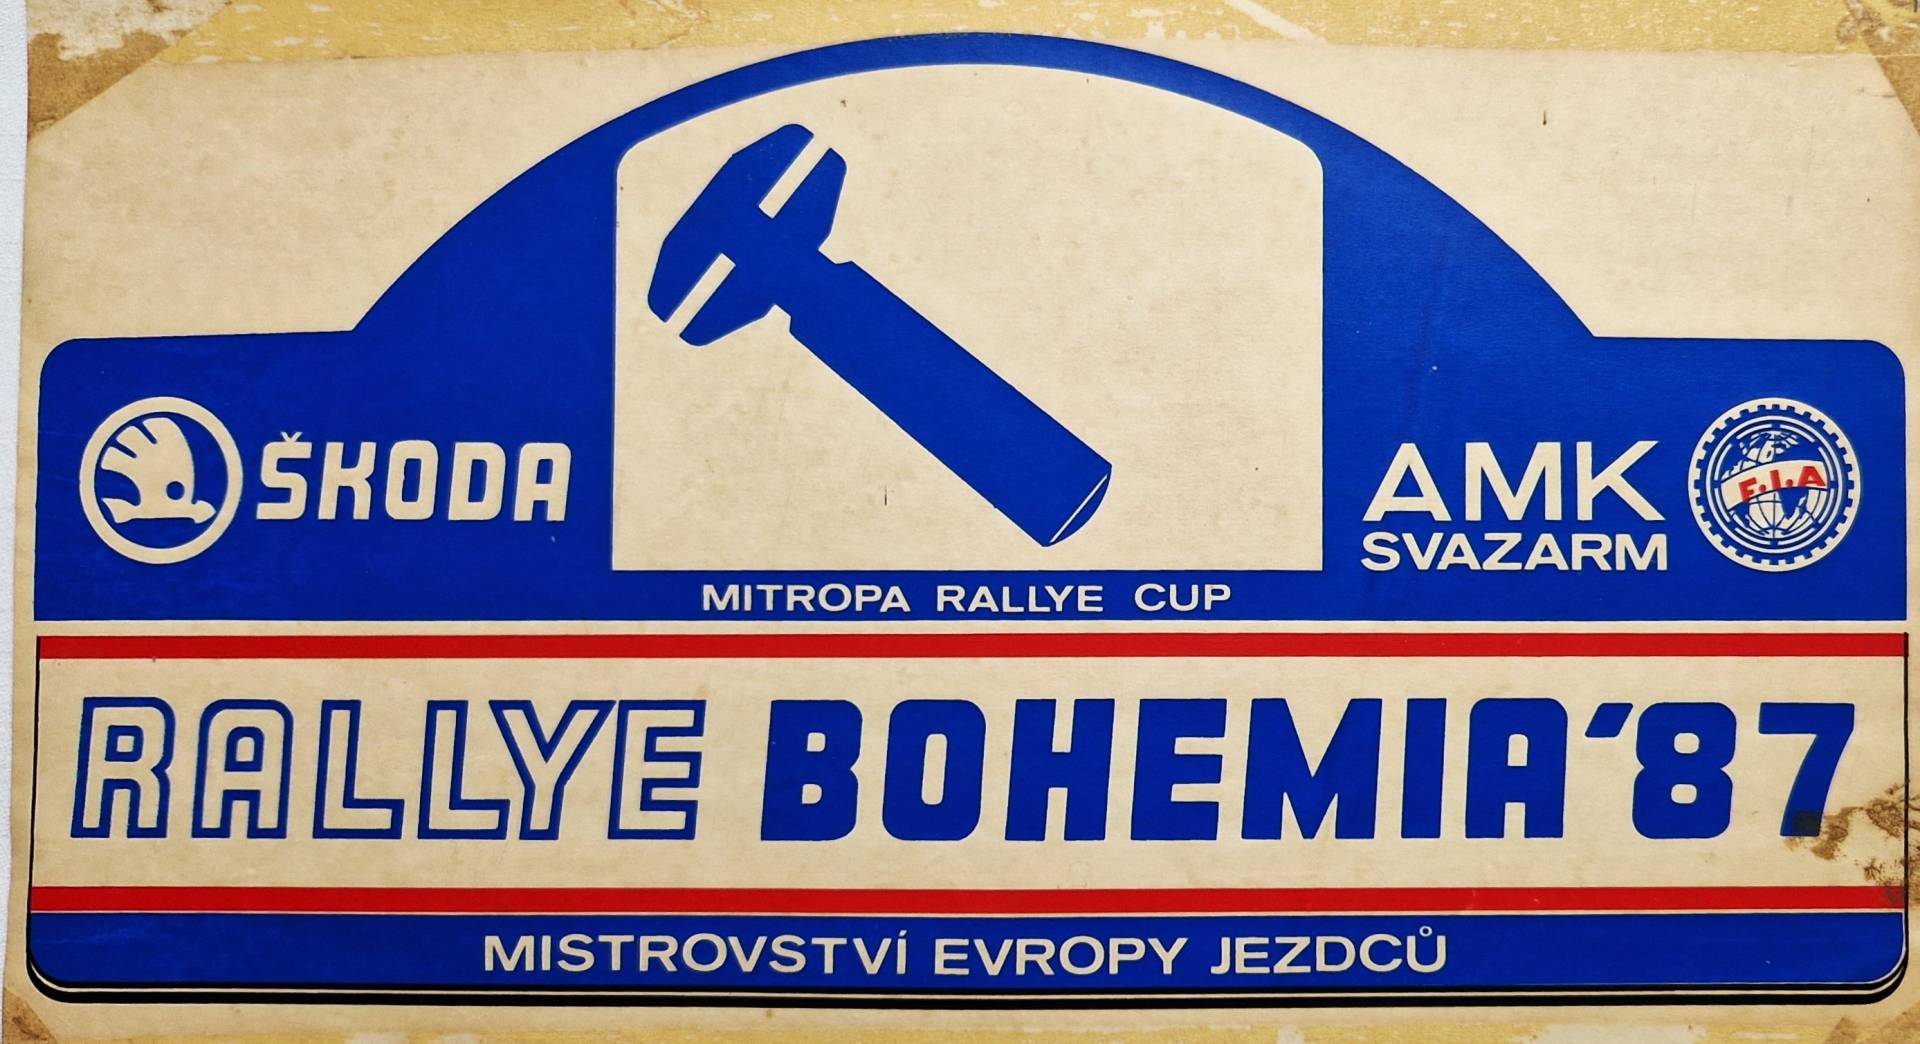 ŠKODA
AMK
SVAZARM
F.I.A
MITROPA RALLYE CUP
RALLYE BOHEMIA '87
MISTROVSTVÍ EVROPY JEZDCŮ